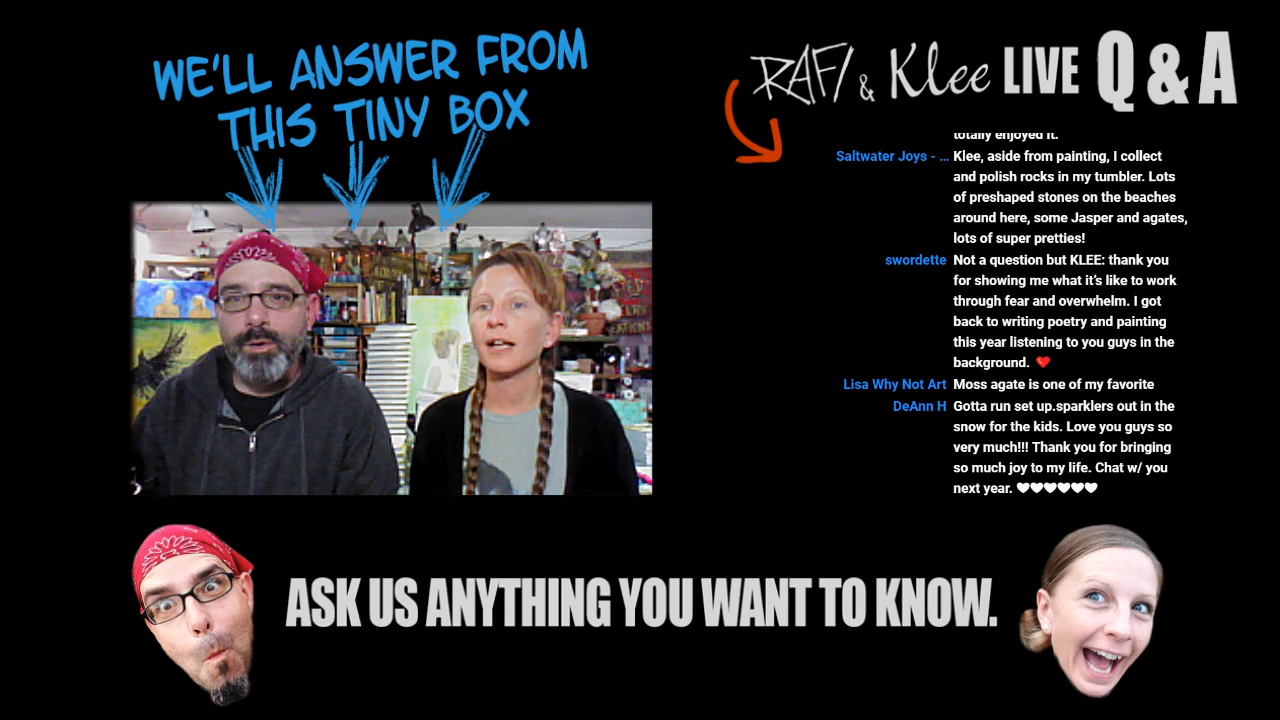 WE'LL ANSWER FROM
THIS TINY BOX
RAFI & Klee LIVE Q & A
totally enjoyed it.
Saltwater Joys - … Klee, aside from painting, I collect
and polish rocks in my tumbler. Lots
of preshaped stones on the beaches
around here, some Jasper and agates,
lots of super pretties!
swordette Not a question but KLEE: thank you
for showing me what it's like to work
through fear and overwhelm. I got
back to writing poetry and painting
this year listening to you guys in the
background. ❤️
Lisa Why Not Art Moss agate is one of my favorite
DeAnn H Gotta run set up.sparklers out in the
snow for the kids. Love you guys so
very much!!! Thank you for bringing
so much joy to my life. Chat w/ you
next year. 🤍🤍🤍🤍🤍🤍
ASK US ANYTHING YOU WANT TO KNOW.